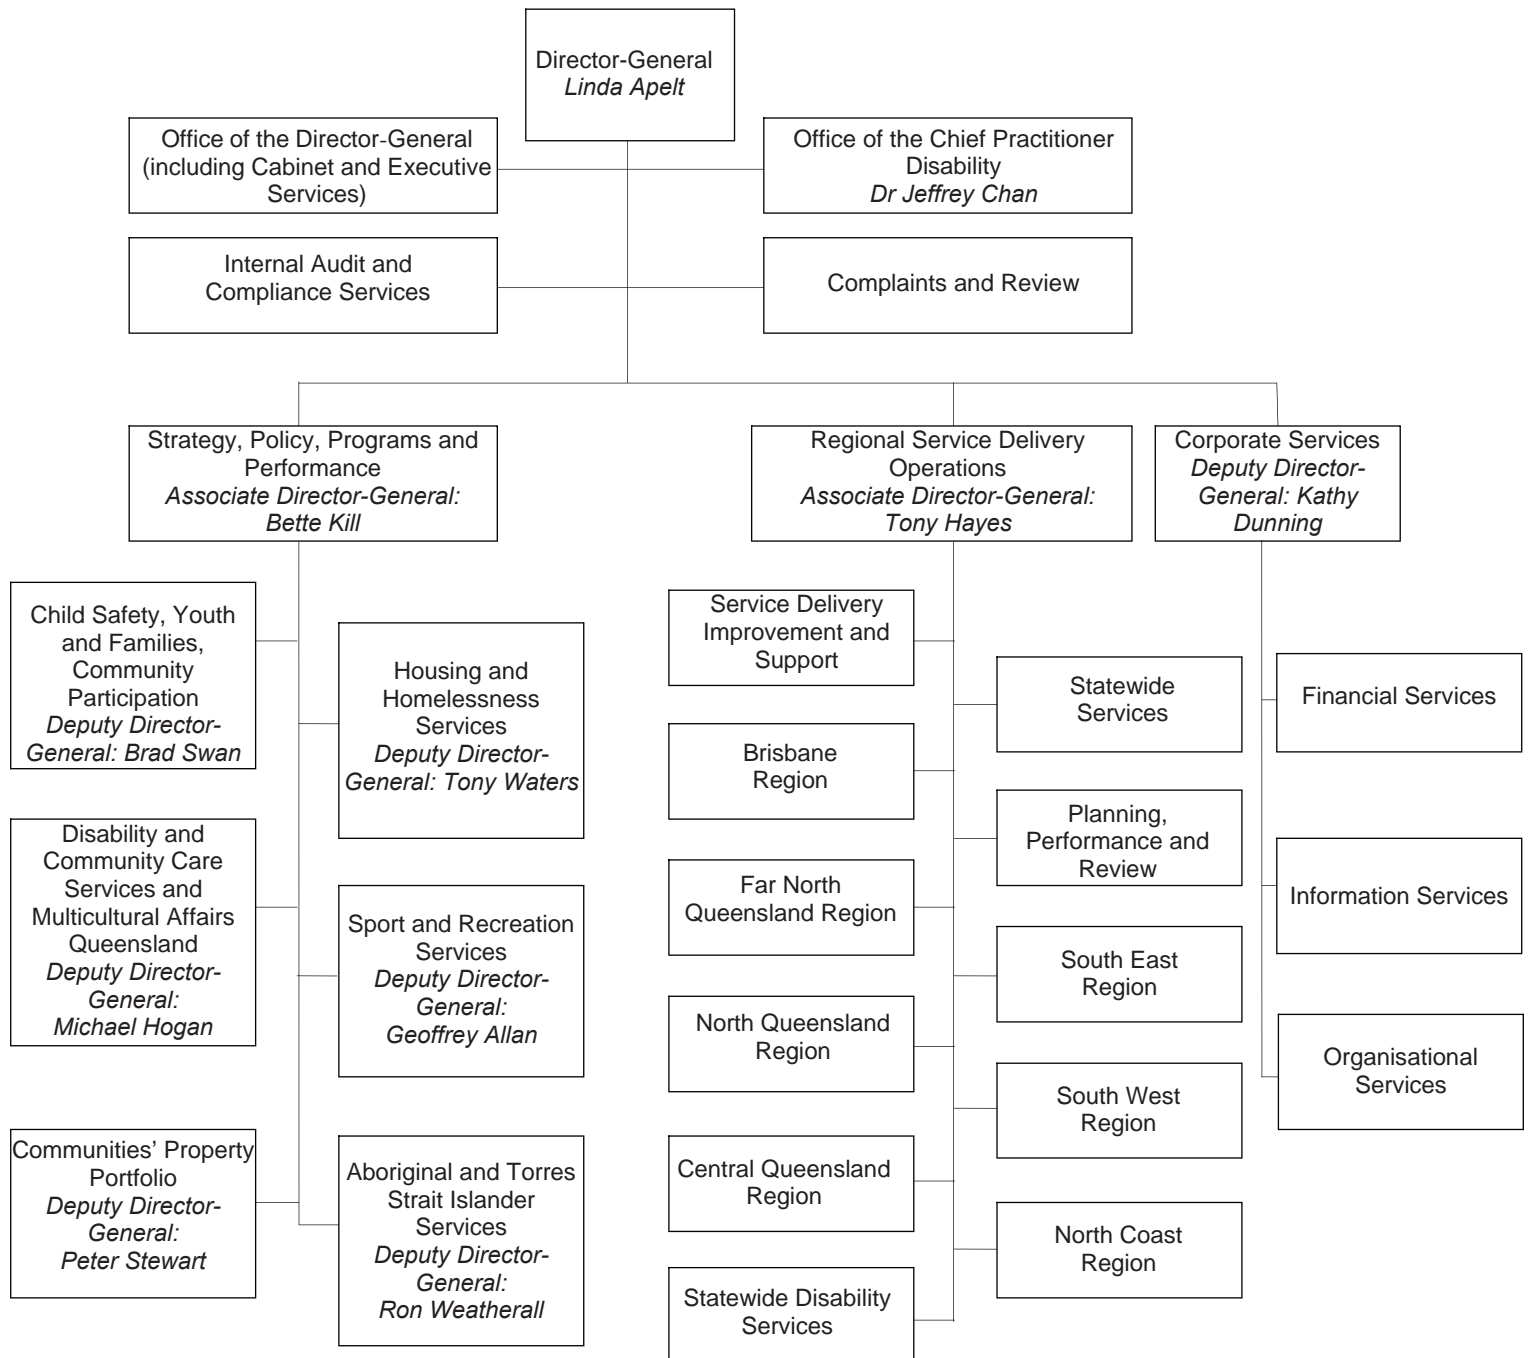 Director-General
Linda Apelt
Office of the Director-General
(including Cabinet and Executive
Services)
Office of the Chief Practitioner
Disability
Dr Jeffrey Chan
Internal Audit and
Compliance Services
Complaints and Review
Strategy, Policy, Programs and
Performance
Associate Director-General:
Bette Kill
Regional Service Delivery
Operations
Associate Director-General:
Tony Hayes
Corporate Services
Deputy Director-
General: Kathy
Dunning
Child Safety, Youth
and Families,
Community
Participation
Deputy Director-
General: Brad Swan
Housing and
Homelessness
Services
Deputy Director-
General: Tony Waters
Disability and
Community Care
Services and
Multicultural Affairs
Queensland
Deputy Director-
General:
Michael Hogan
Sport and Recreation
Services
Deputy Director-
General:
Geoffrey Allan
Communities’ Property
Portfolio
Deputy Director-
General:
Peter Stewart
Aboriginal and Torres
Strait Islander
Services
Deputy Director-
General:
Ron Weatherall
Service Delivery
Improvement and
Support
Statewide
Services
Brisbane
Region
Planning,
Performance and
Review
Far North
Queensland Region
South East
Region
North Queensland
Region
South West
Region
Central Queensland
Region
North Coast
Region
Statewide Disability
Services
Financial Services
Information Services
Organisational
Services